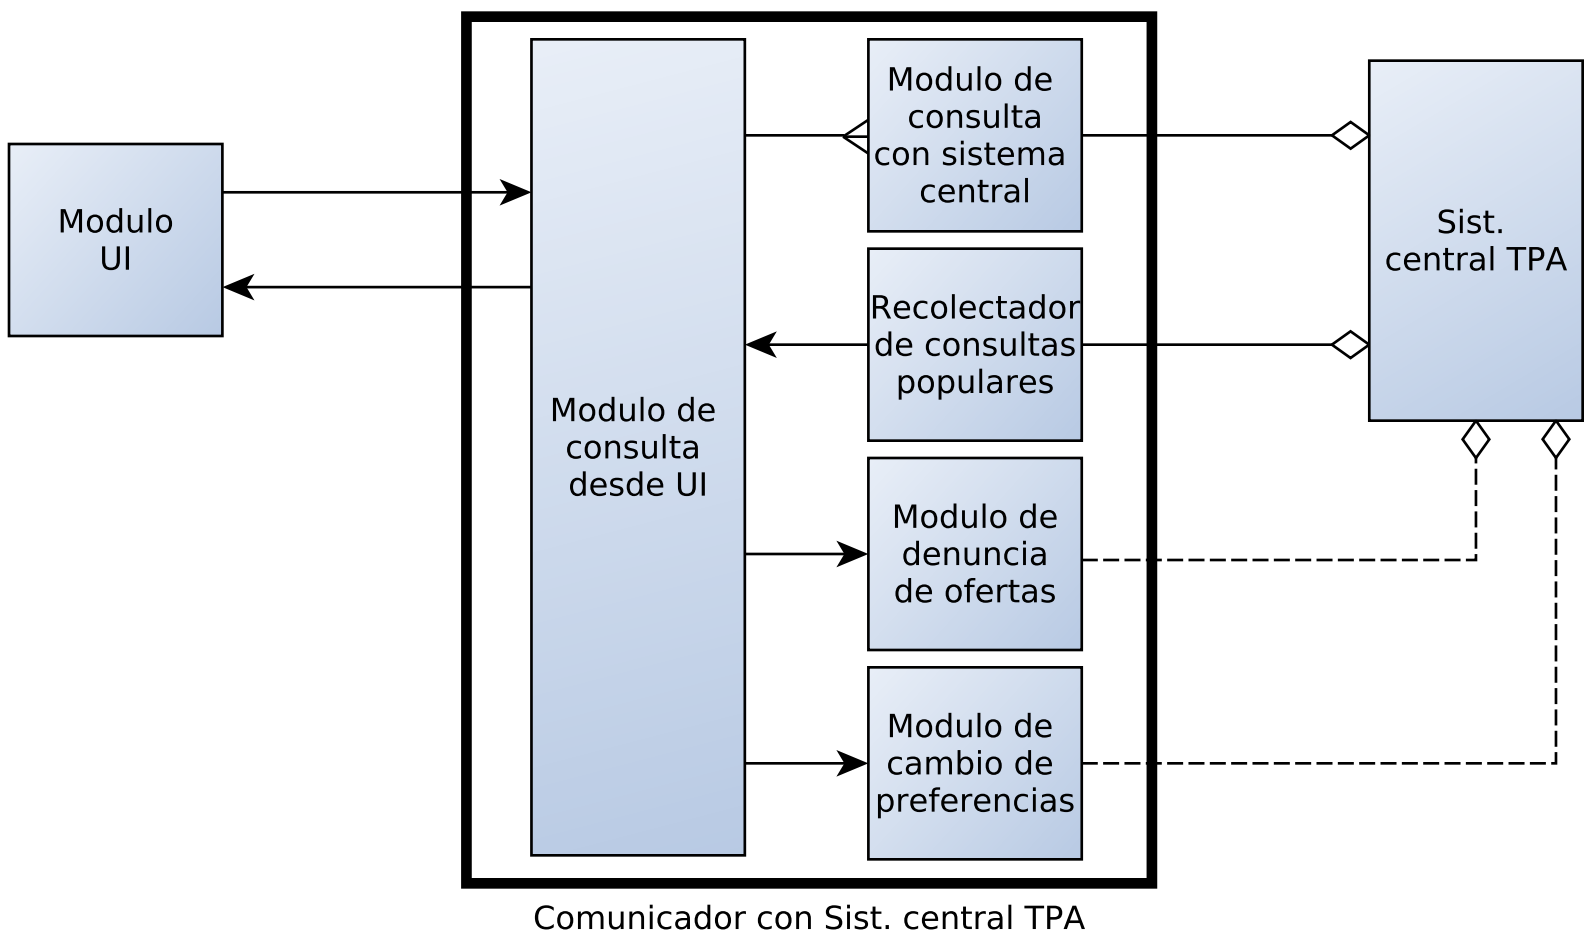 Modulo
UI
Modulo de
consulta
desde UI
Modulo de
consulta
con sistema
central
Recolectador
de consultas
populares
Modulo de
denuncia
de ofertas
Modulo de
cambio de
preferencias
Sist.
central TPA
Comunicador con Sist. central TPA